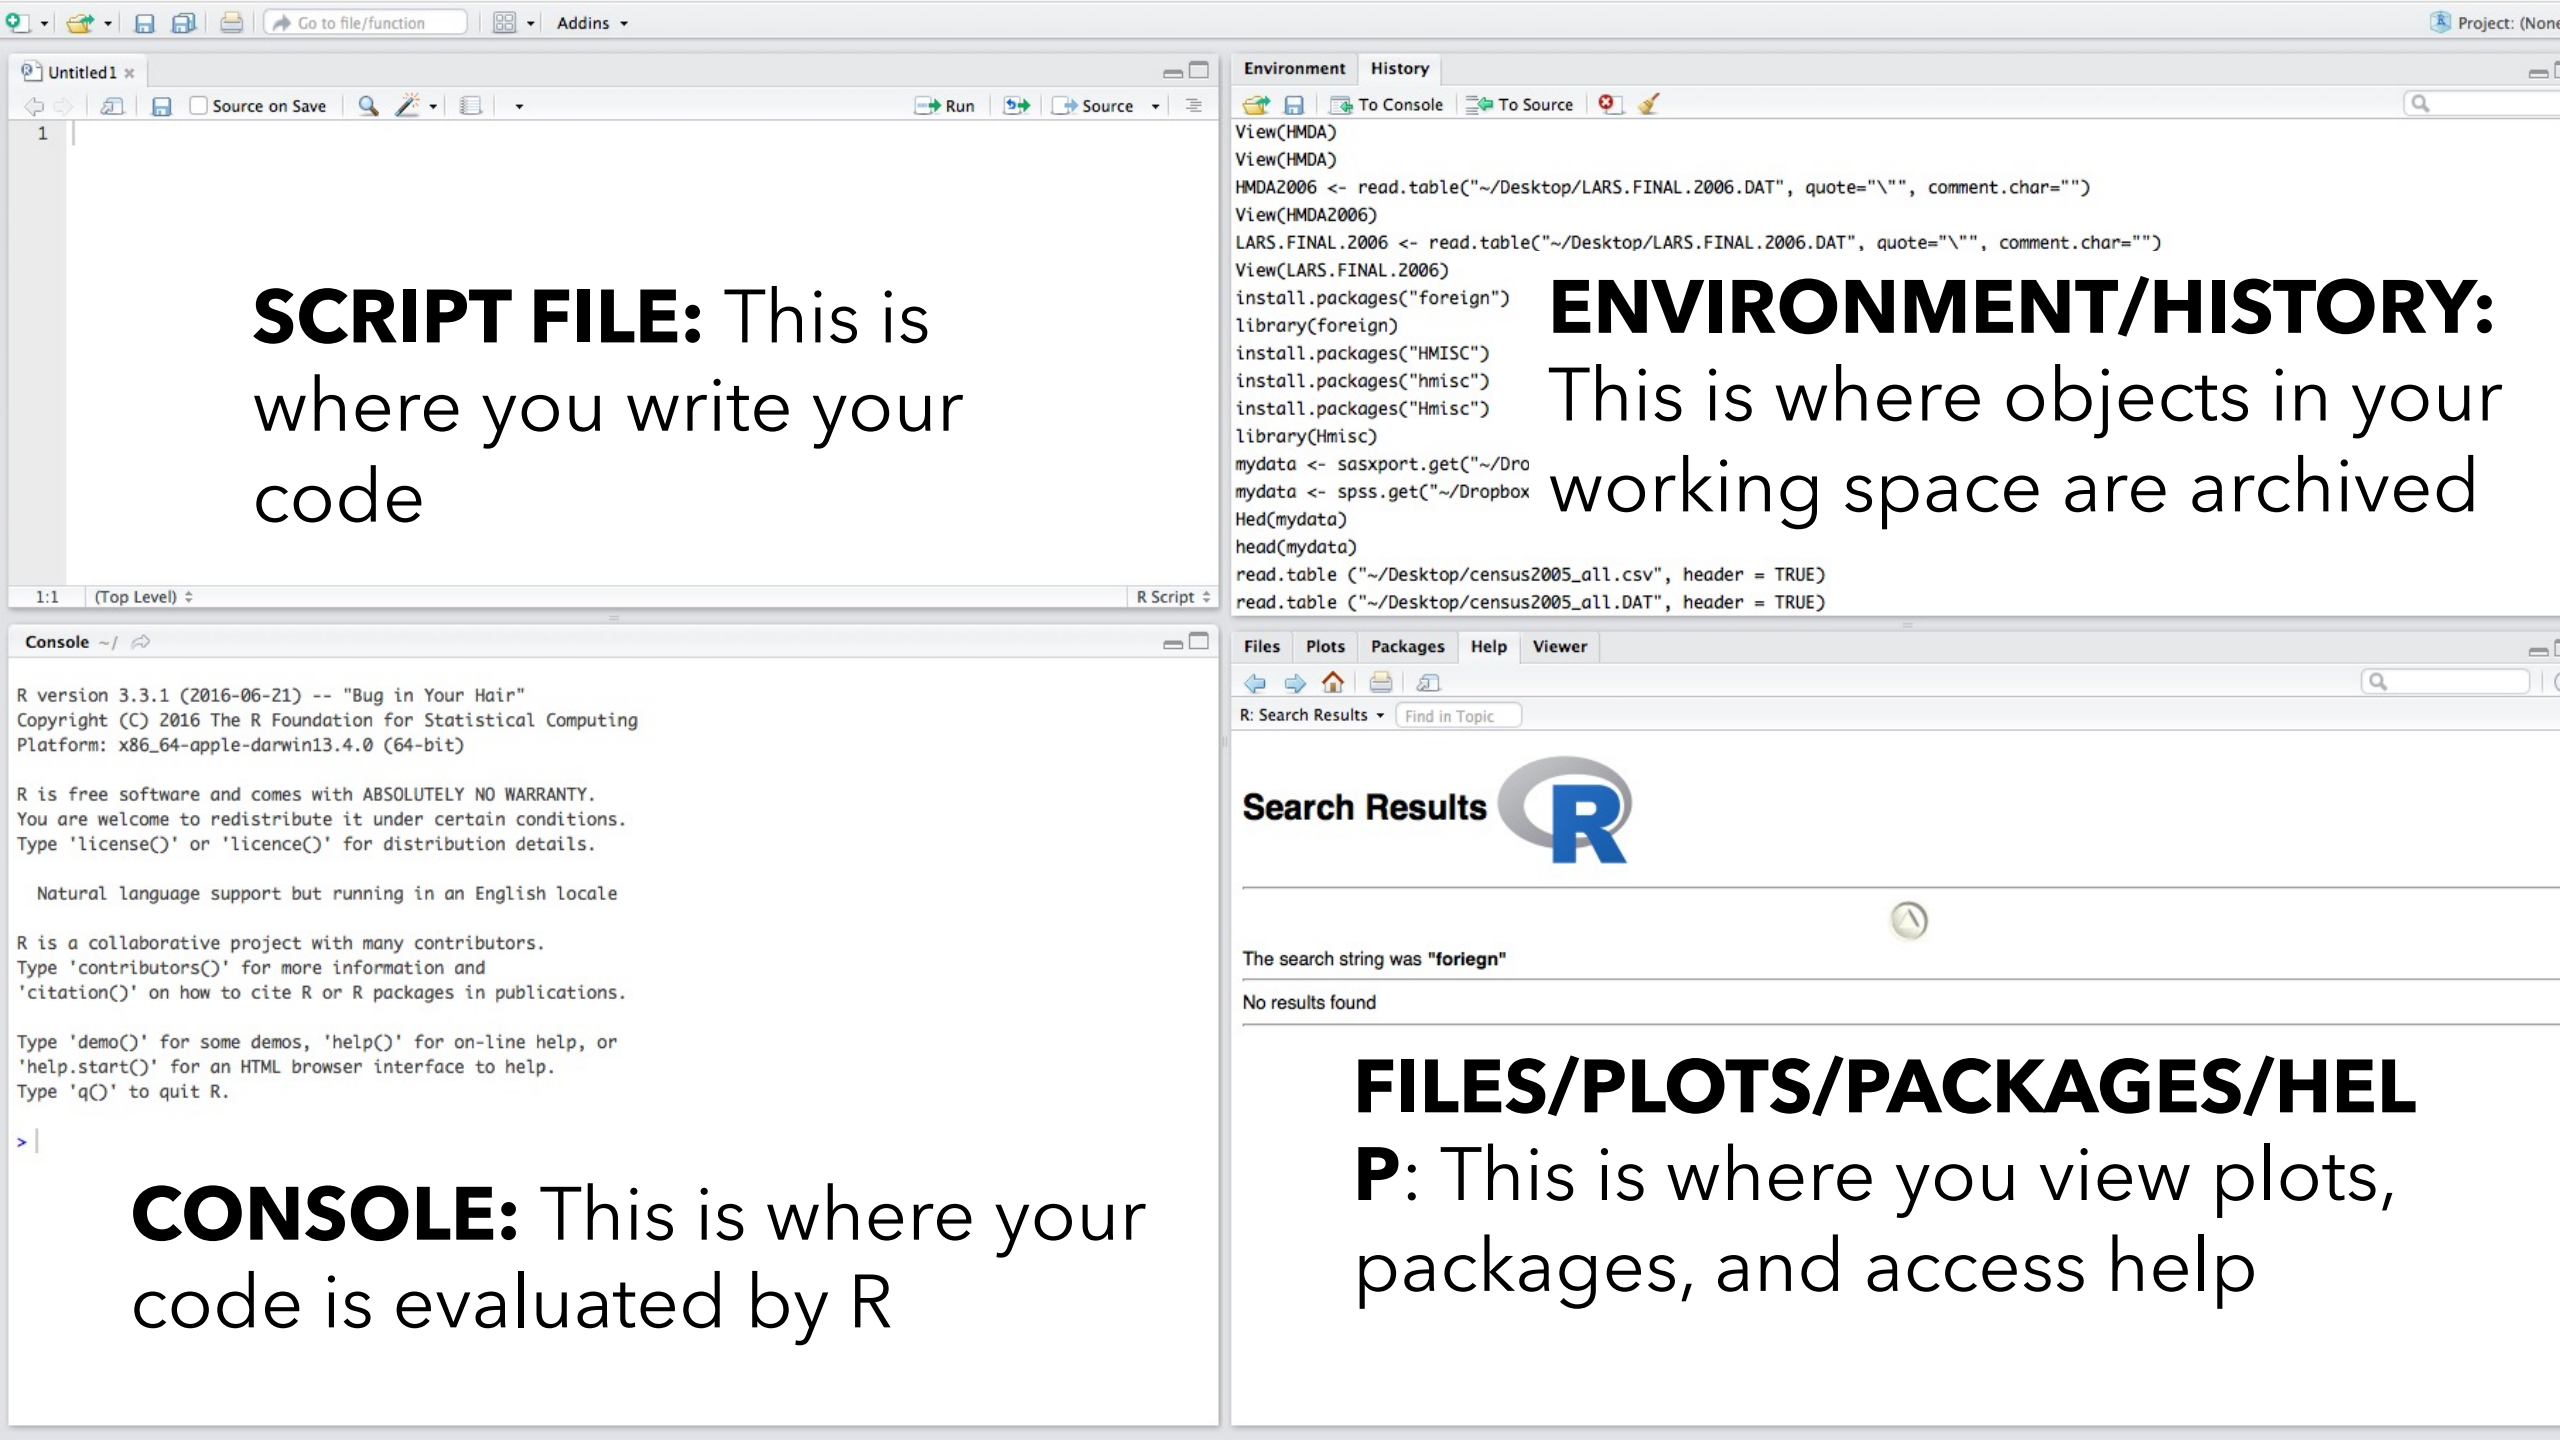 Go to file/function
Addins
Project: (None
Untitled1
Source on Save
Run
Source
1
SCRIPT FILE: This is
where you write your
code
1:1 (Top Level)
R Script
Environment History
To Console To Source
View(HMDA)
View(HMDA)
HMDA2006 <- read.table("~/Desktop/LARS.FINAL.2006.DAT", quote="\"", comment.char="")
View(HMDA2006)
LARS.FINAL.2006 <- read.table("~/Desktop/LARS.FINAL.2006.DAT", quote="\"", comment.char="")
View(LARS.FINAL.2006)
install.packages("foreign")
library(foreign)
install.packages("HMISC")
install.packages("hmisc")
install.packages("Hmisc")
library(Hmisc)
mydata <- sasxport.get("~/Dro
mydata <- spss.get("~/Dropbox
Hed(mydata)
head(mydata)
read.table ("~/Desktop/census2005_all.csv", header = TRUE)
read.table ("~/Desktop/census2005_all.DAT", header = TRUE)
ENVIRONMENT/HISTORY:
This is where objects in your
working space are archived
Console ~/
R version 3.3.1 (2016-06-21) -- "Bug in Your Hair"
Copyright (C) 2016 The R Foundation for Statistical Computing
Platform: x86_64-apple-darwin13.4.0 (64-bit)
R is free software and comes with ABSOLUTELY NO WARRANTY.
You are welcome to redistribute it under certain conditions.
Type 'license()' or 'licence()' for distribution details.
Natural language support but running in an English locale
R is a collaborative project with many contributors.
Type 'contributors()' for more information and
'citation()' on how to cite R or R packages in publications.
Type 'demo()' for some demos, 'help()' for on-line help, or
'help.start()' for an HTML browser interface to help.
Type 'q()' to quit R.
>
CONSOLE: This is where your
code is evaluated by R
Files Plots Packages Help Viewer
R: Search Results Find in Topic
Search Results R
The search string was "foriegn"
No results found
FILES/PLOTS/PACKAGES/HEL
P: This is where you view plots,
packages, and access help